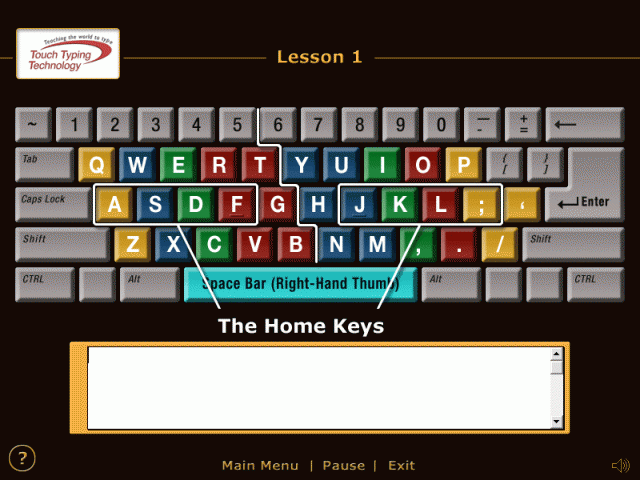 Teaching the world to type
Touch Typing
Technology
Lesson 1
~ 1 2 3 4 5 6 7 8 9 0 — - + = ←
Tab Q W E R T Y U I O P { [ } ]
Caps Lock A S D F G H J K L ; ‘ Enter
Shift Z X C V B N M , . / Shift
CTRL Alt Space Bar (Right-Hand Thumb) Alt CTRL
The Home Keys
?
Main Menu | Pause | Exit